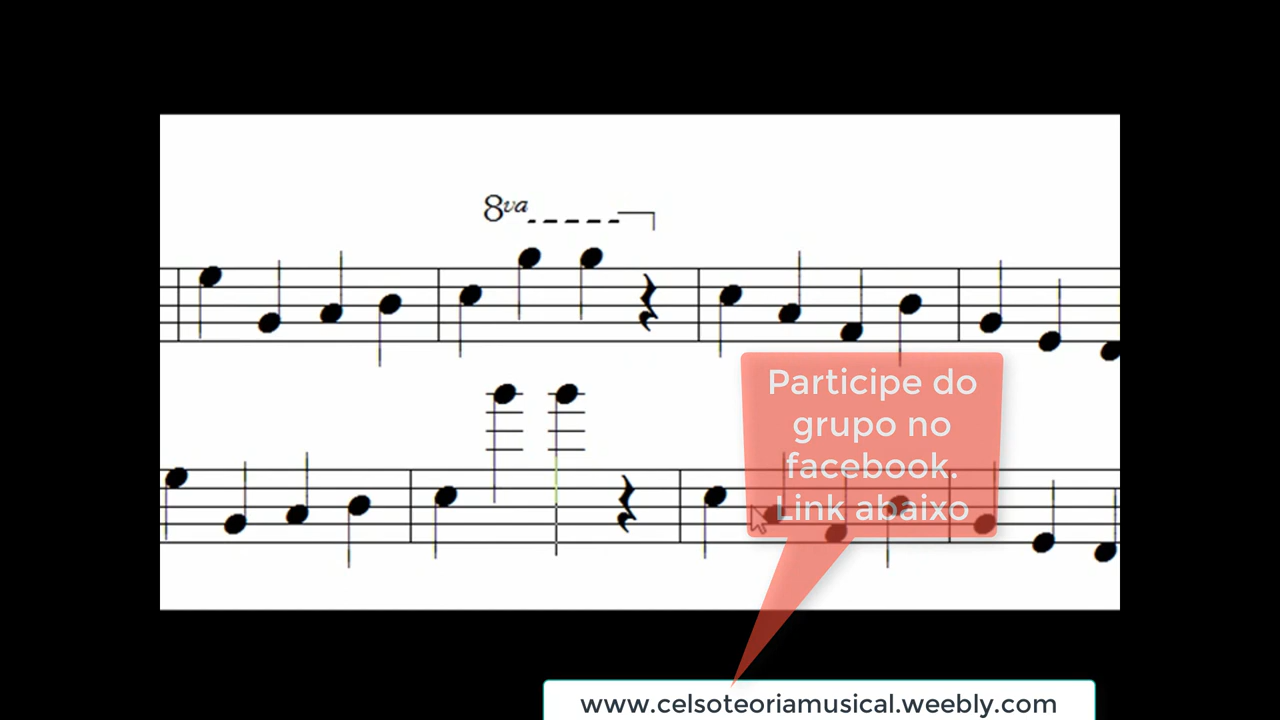 8va
Participe do
grupo no
facebook.
Link abaixo
www.celsoteoriamusical.weebly.com